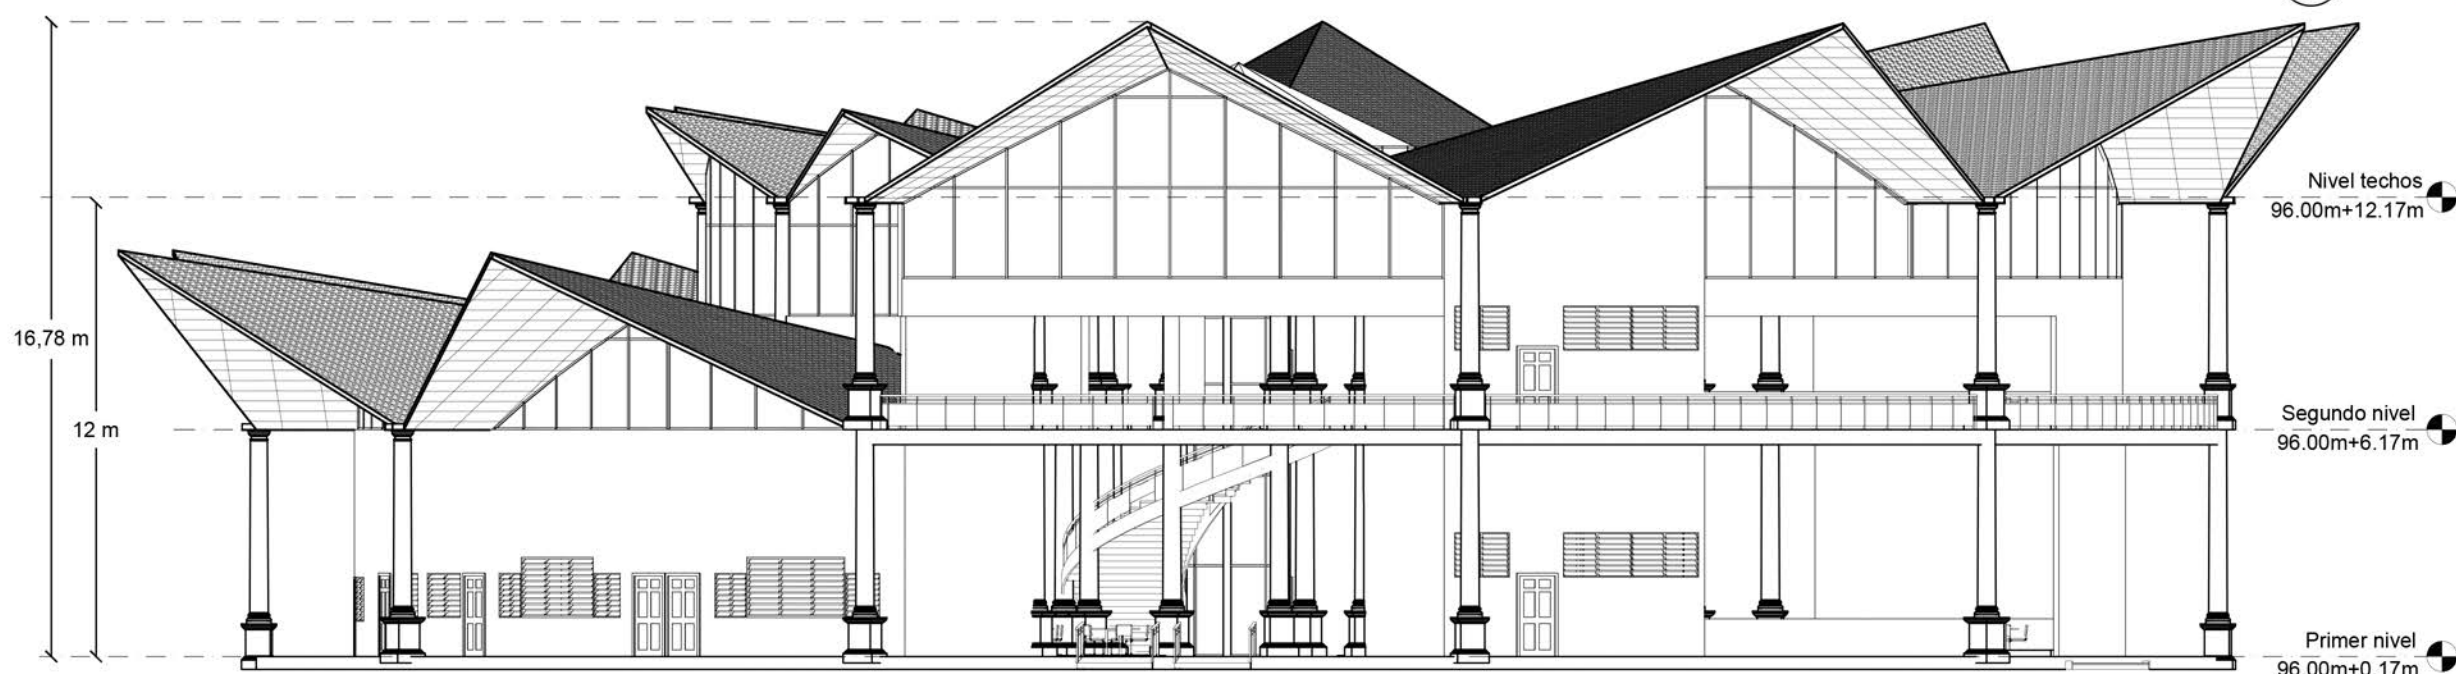 Nivel techos
96.00m+12.17m
16,78 m
12 m
Segundo nivel
96.00m+6.17m
Primer nivel
96.00m+0.17m